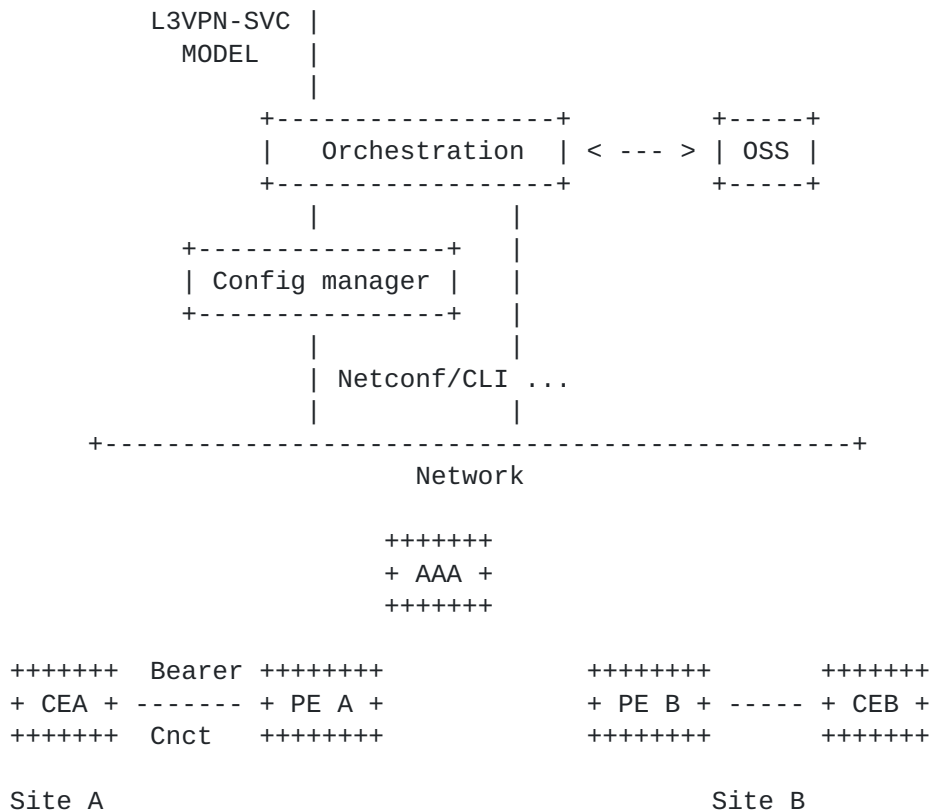 L3VPN-SVC
MODEL
Orchestration < --- > OSS
Config manager
Netconf/CLI ...
Network
+ AAA +
Bearer
+ CEA + ------- + PE A + + PE B + ----- + CEB +
Cnct
Site A Site B